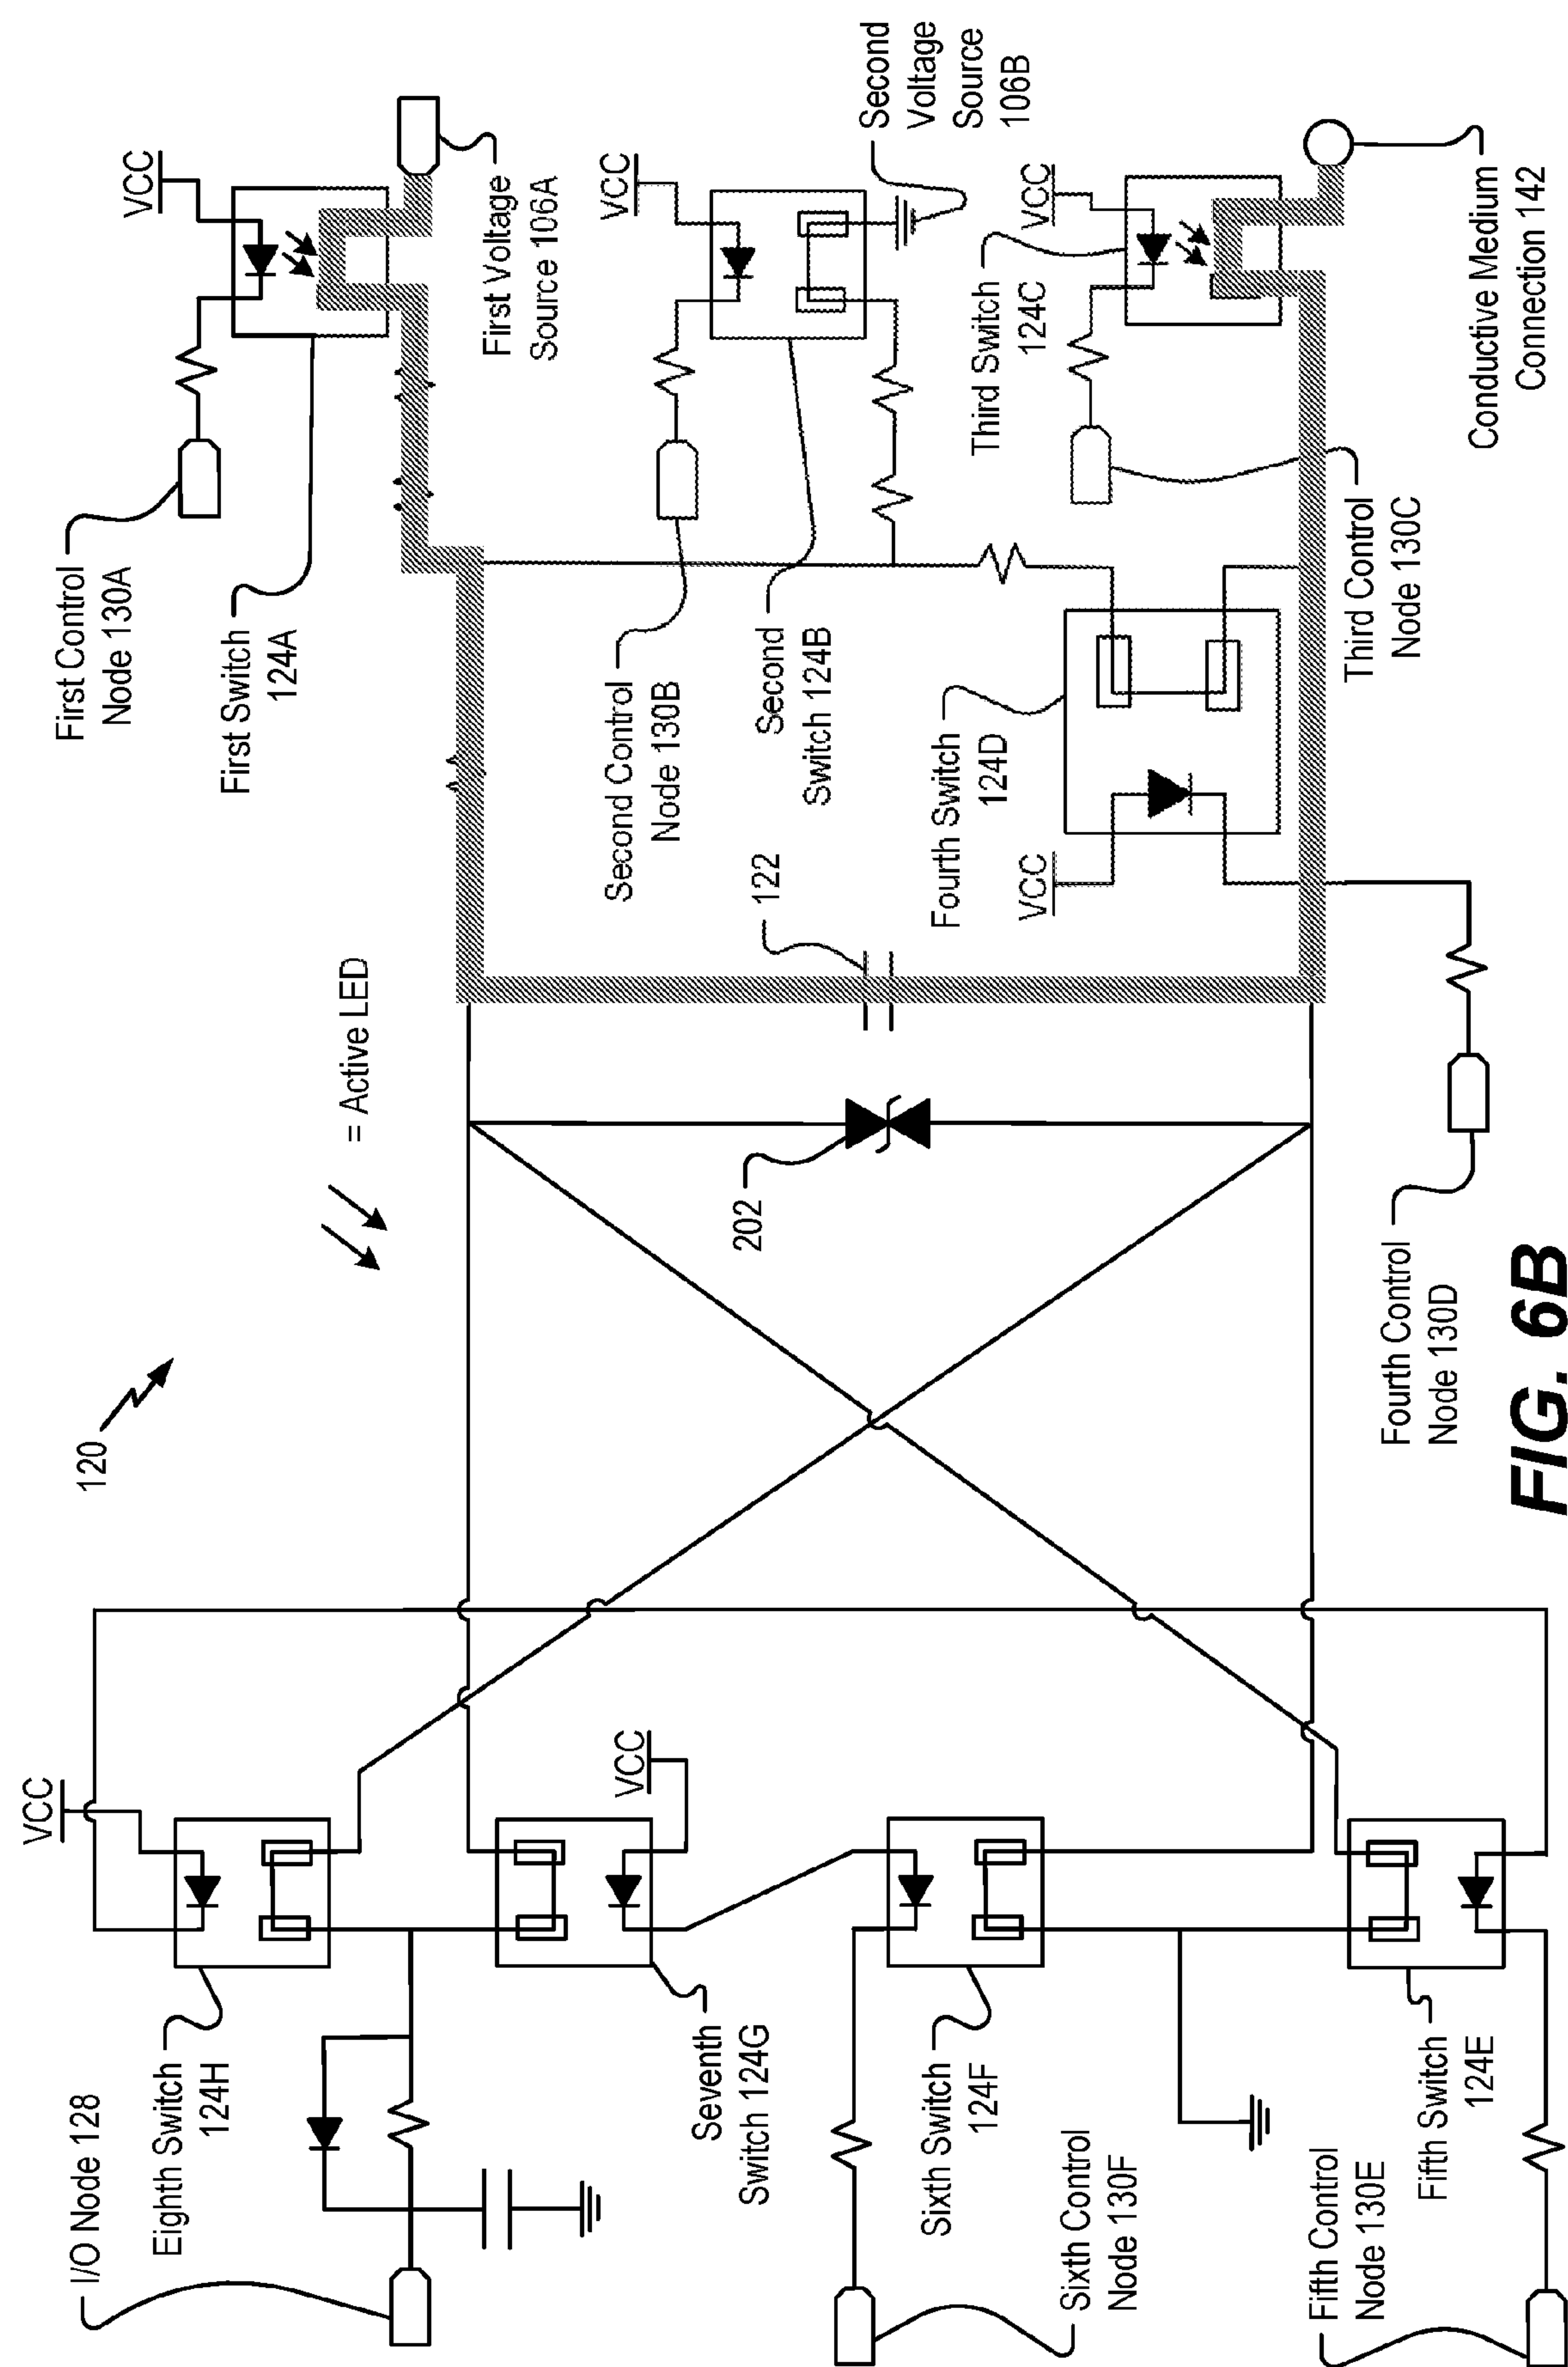 First Control
Node 130A
First Switch
124A
VCC
First Voltage
Source 106A
Second Control
Node 130B
Second
Switch 124B
VCC
Second
Voltage
Source
106B
Third Switch
124C
VCC
Third Control
Node 130C
Conductive Medium
Connection 142
Fourth Switch
124D
VCC
122
= Active LED
202
120
Fourth Control
Node 130D
VCC
VCC
I/O Node 128
Eighth Switch
124H
Seventh
Switch 124G
Sixth Switch
124F
Sixth Control
Node 130F
Fifth Switch
124E
Fifth Control
Node 130E
FIG. 6B